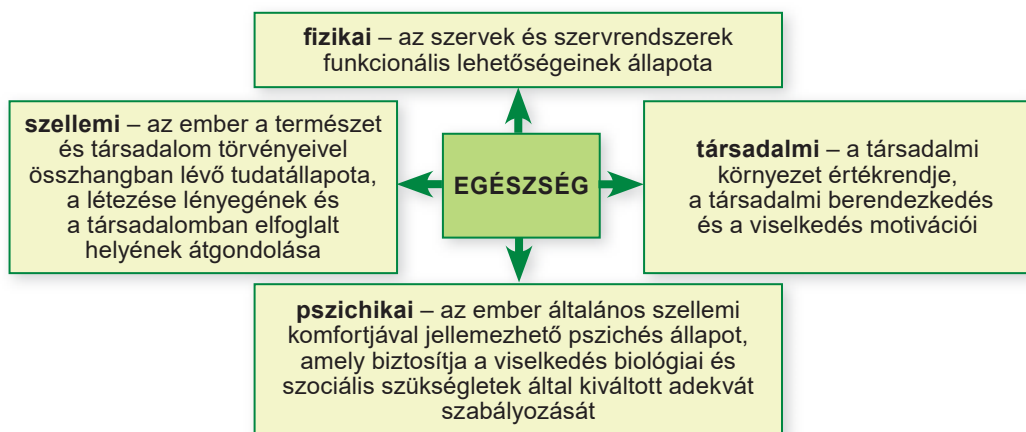 fizikai – az szervek és szervrendszerek
funkcionális lehetőségeinek állapota
szellemi – az ember a természet
és társadalom törvényeivel
összhangban lévő tudatállapota,
a létezése lényegének és
a társadalomban elfoglalt
helyének átgondolása
EGÉSZSÉG
társadalmi – a társadalmi
környezet értékrendje,
a társadalmi berendezkedés
és a viselkedés motivációi
pszichikai – az ember általános szellemi
komfortjával jellemezhető pszichés állapot,
amely biztosítja a viselkedés biológiai és
szociális szükségletek által kiváltott adekvát
szabályozását